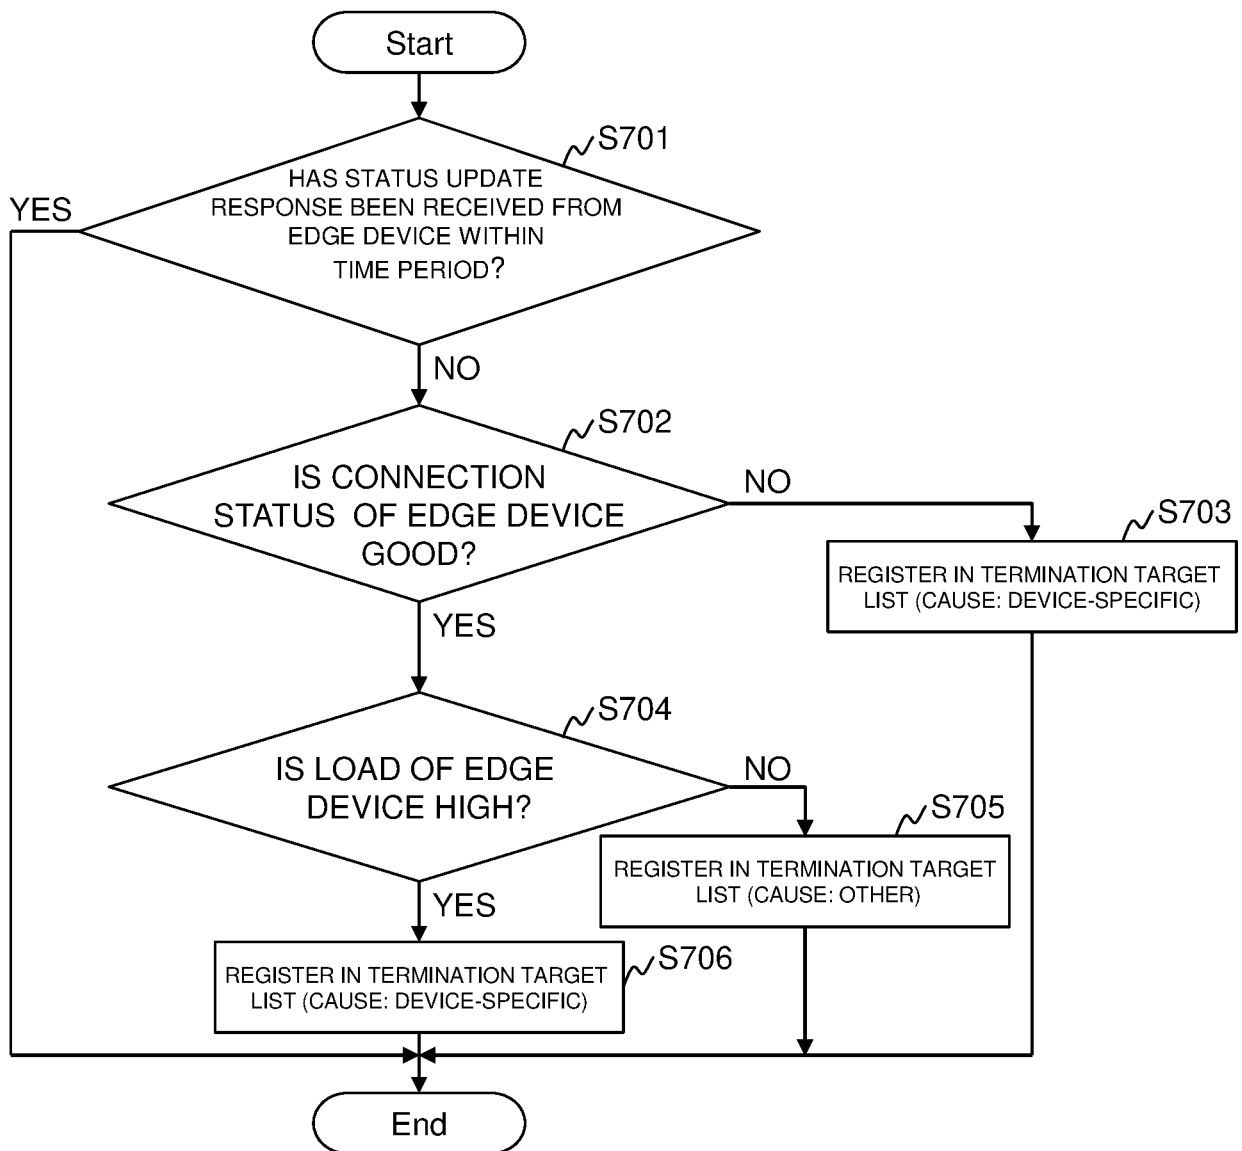 Start
S701
HAS STATUS UPDATE
RESPONSE BEEN RECEIVED FROM
EDGE DEVICE WITHIN
TIME PERIOD?
YES
NO
S702
IS CONNECTION
STATUS OF EDGE DEVICE
GOOD?
NO
S703
REGISTER IN TERMINATION TARGET
LIST (CAUSE: DEVICE-SPECIFIC)
YES
S704
IS LOAD OF EDGE
DEVICE HIGH?
NO
S705
REGISTER IN TERMINATION TARGET
LIST (CAUSE: OTHER)
YES
S706
REGISTER IN TERMINATION TARGET
LIST (CAUSE: DEVICE-SPECIFIC)
End